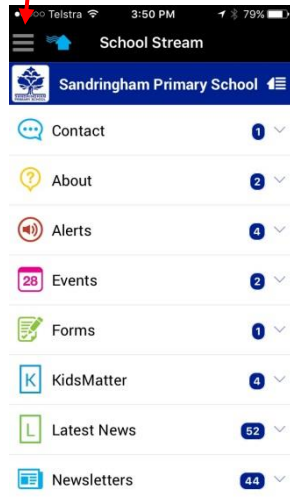 Telstra 3:50 PM 79%
School Stream
Sandringham Primary School
Contact 1
? About 2
Alerts 4
28 Events 2
Forms 1
K KidsMatter 4
L Latest News 52
Newsletters 44